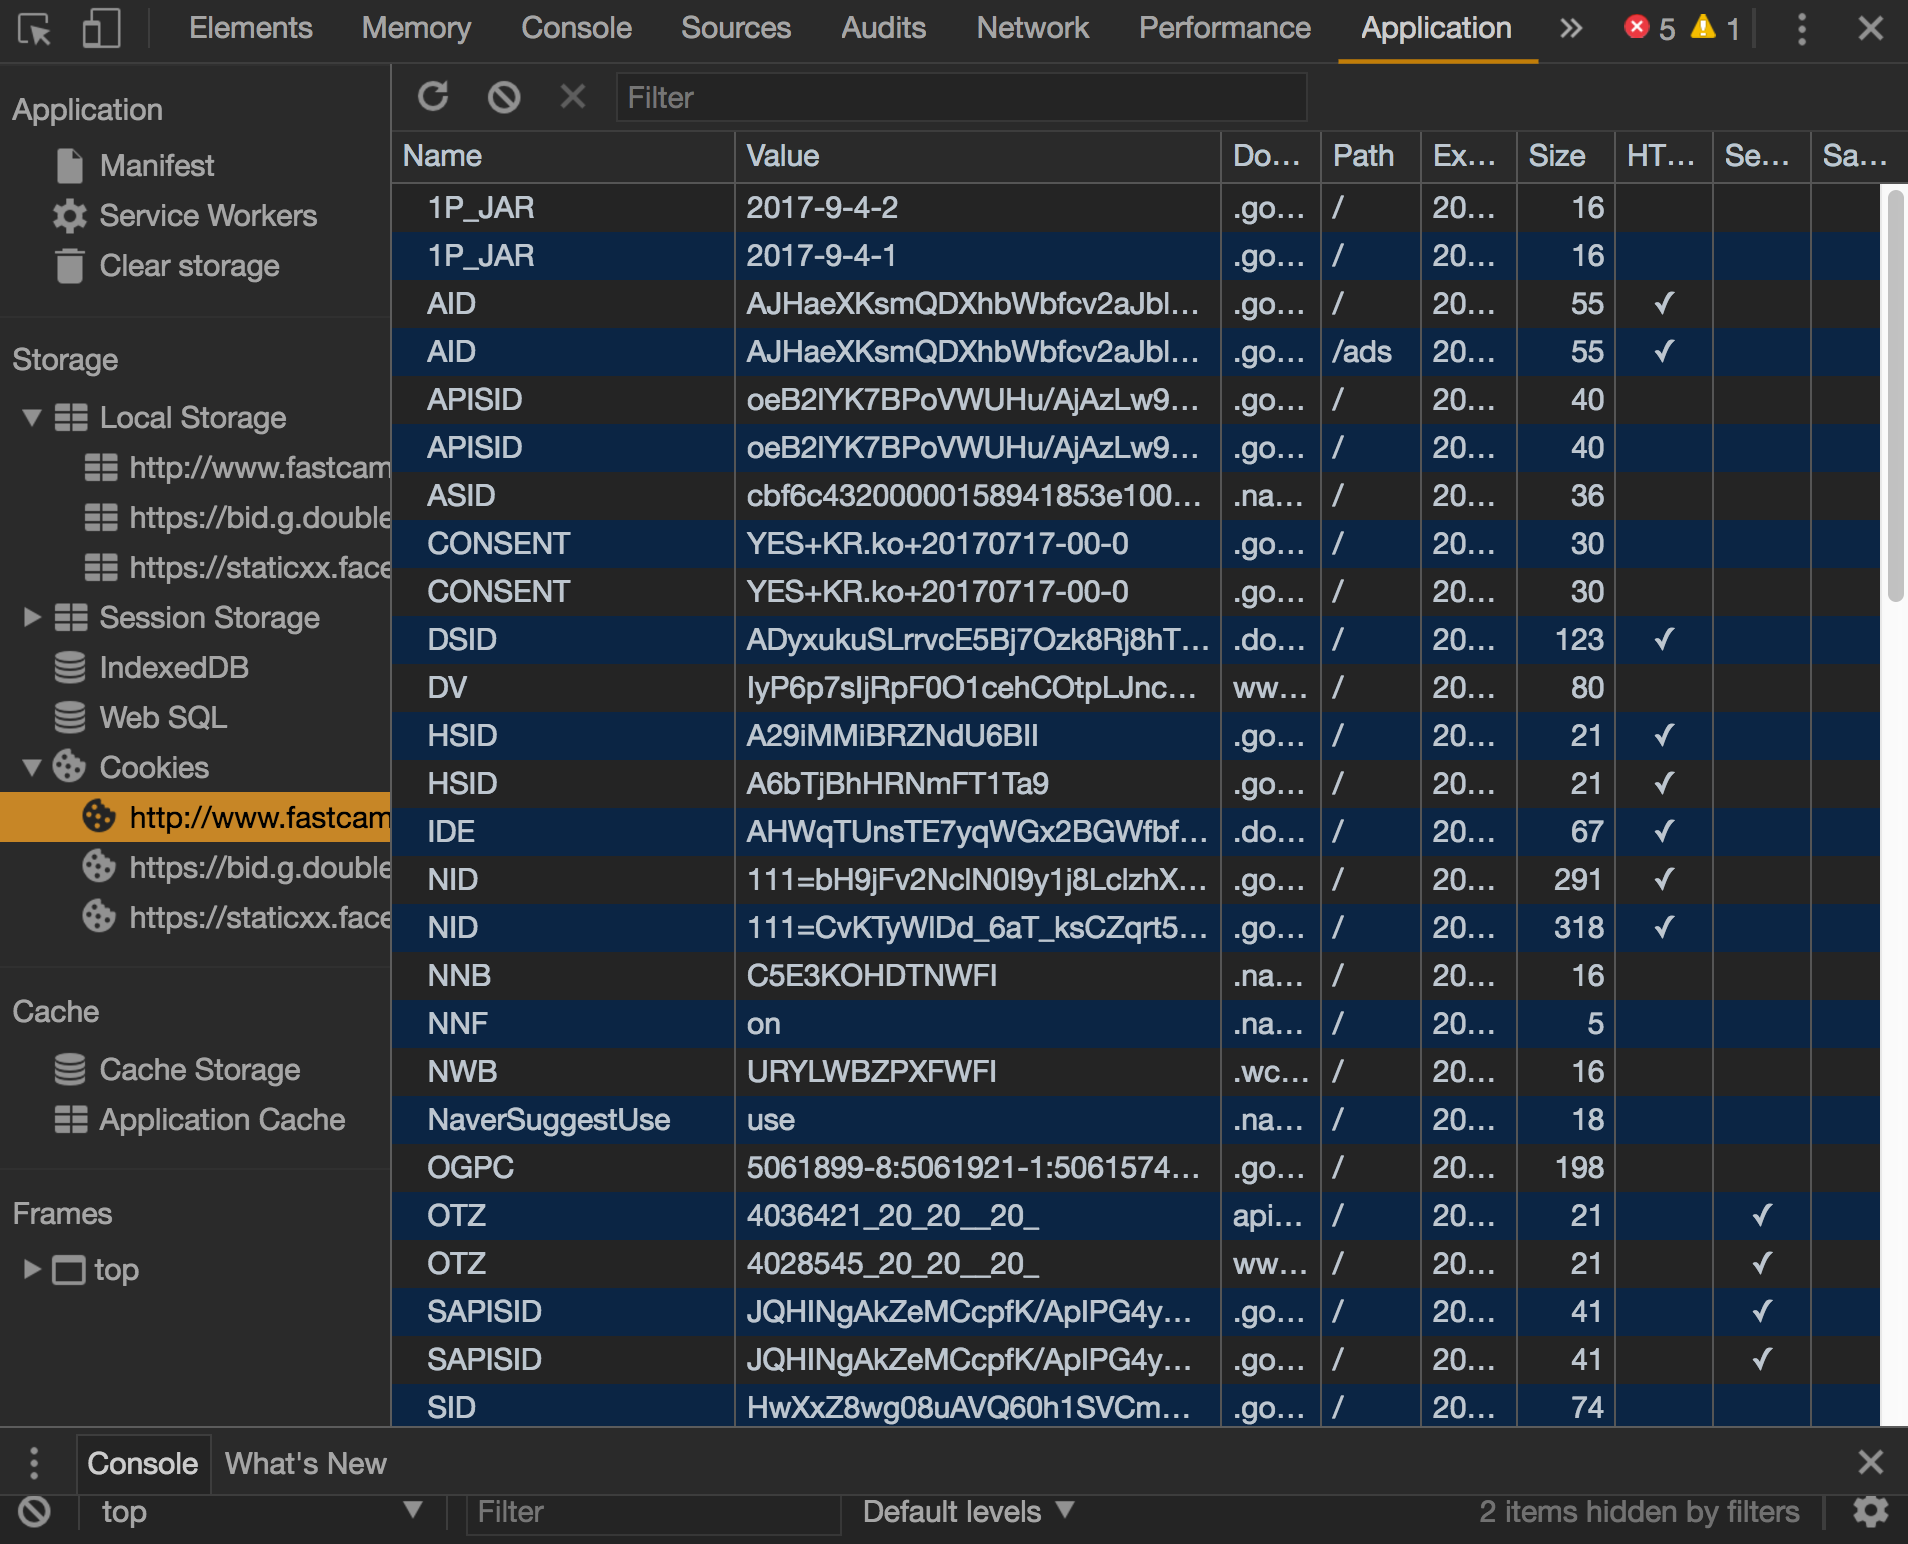 Elements Memory Console Sources Audits Network Performance Application » 5 1
Application
Manifest
Service Workers
Clear storage
Storage
Local Storage
http://www.fastcam
https://bid.g.double
https://staticxx.face
Session Storage
IndexedDB
Web SQL
Cookies
http://www.fastcam
https://bid.g.double
https://staticxx.face
Cache
Cache Storage
Application Cache
Frames
top
Filter
Name Value Do... Path Ex... Size HT... Se... Sa...
1P_JAR 2017-9-4-2 .go... / 20... 16
1P_JAR 2017-9-4-1 .go... / 20... 16
AID AJHaeXKsmQDXhbWbfcv2aJbl... .go... / 20... 55 ✓
AID AJHaeXKsmQDXhbWbfcv2aJbl... .go... /ads 20... 55 ✓
APISID oeB2lYK7BPoVWUHu/AjAzLw9... .go... / 20... 40
APISID oeB2lYK7BPoVWUHu/AjAzLw9... .go... / 20... 40
ASID cbf6c43200000158941853e100... .na... / 20... 36
CONSENT YES+KR.ko+20170717-00-0 .go... / 20... 30
CONSENT YES+KR.ko+20170717-00-0 .go... / 20... 30
DSID ADyxukuSLrrvcE5Bj7Ozk8Rj8hT... .do... / 20... 123 ✓
DV IyP6p7sIjRpF0O1cehCOtpLJnc... ww... / 20... 80
HSID A29iMMiBRZNdU6BII .go... / 20... 21 ✓
HSID A6bTjBhHRNmFT1Ta9 .go... / 20... 21 ✓
IDE AHWqTUnsTE7yqWGx2BGWfbf... .do... / 20... 67 ✓
NID 111=bH9jFv2NclN0I9y1j8LclzhX... .go... / 20... 291 ✓
NID 111=CvKTyWlDd_6aT_ksCZqrt5... .go... / 20... 318 ✓
NNB C5E3KOHDTNWFI .na... / 20... 16
NNF on .na... / 20... 5
NWB URYLWBZPXFWFI .wc... / 20... 16
NaverSuggestUse use .na... / 20... 18
OGPC 5061899-8:5061921-1:5061574... .go... / 20... 198
OTZ 4036421_20_20__20_ api... / 20... 21 ✓
OTZ 4028545_20_20__20_ ww... / 20... 21 ✓
SAPISID JQHINgAkZeMCcpfK/ApIPG4y... .go... / 20... 41 ✓
SAPISID JQHINgAkZeMCcpfK/ApIPG4y... .go... / 20... 41 ✓
SID HwXxZ8wg08uAVQ60h1SVCm... .go... / 20... 74
Console What's New
top Filter Default levels 2 items hidden by filters